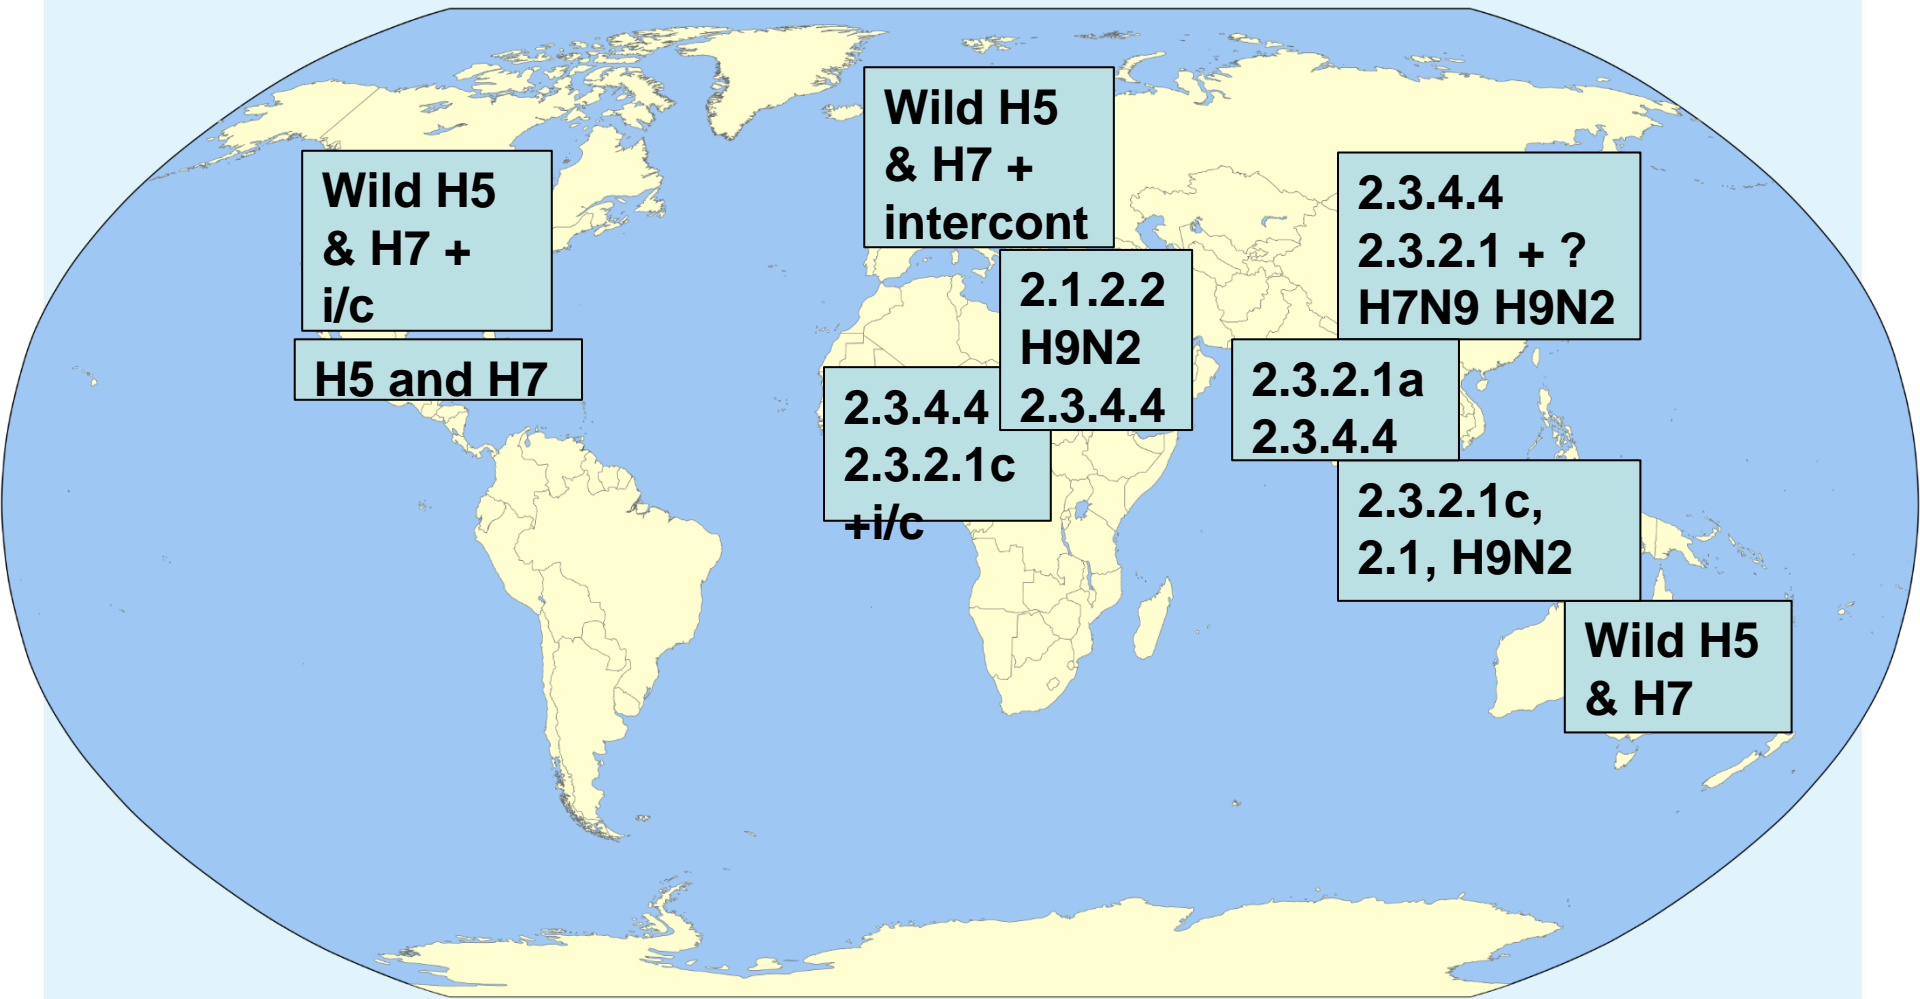 Wild H5
& H7 +
i/c
H5 and H7
Wild H5
& H7 +
intercont
2.1.2.2
H9N2
2.3.4.4
2.3.4.4
2.3.2.1c
+i/c
2.3.4.4
2.3.2.1 + ?
H7N9 H9N2
2.3.2.1a
2.3.4.4
2.3.2.1c,
2.1, H9N2
Wild H5
& H7